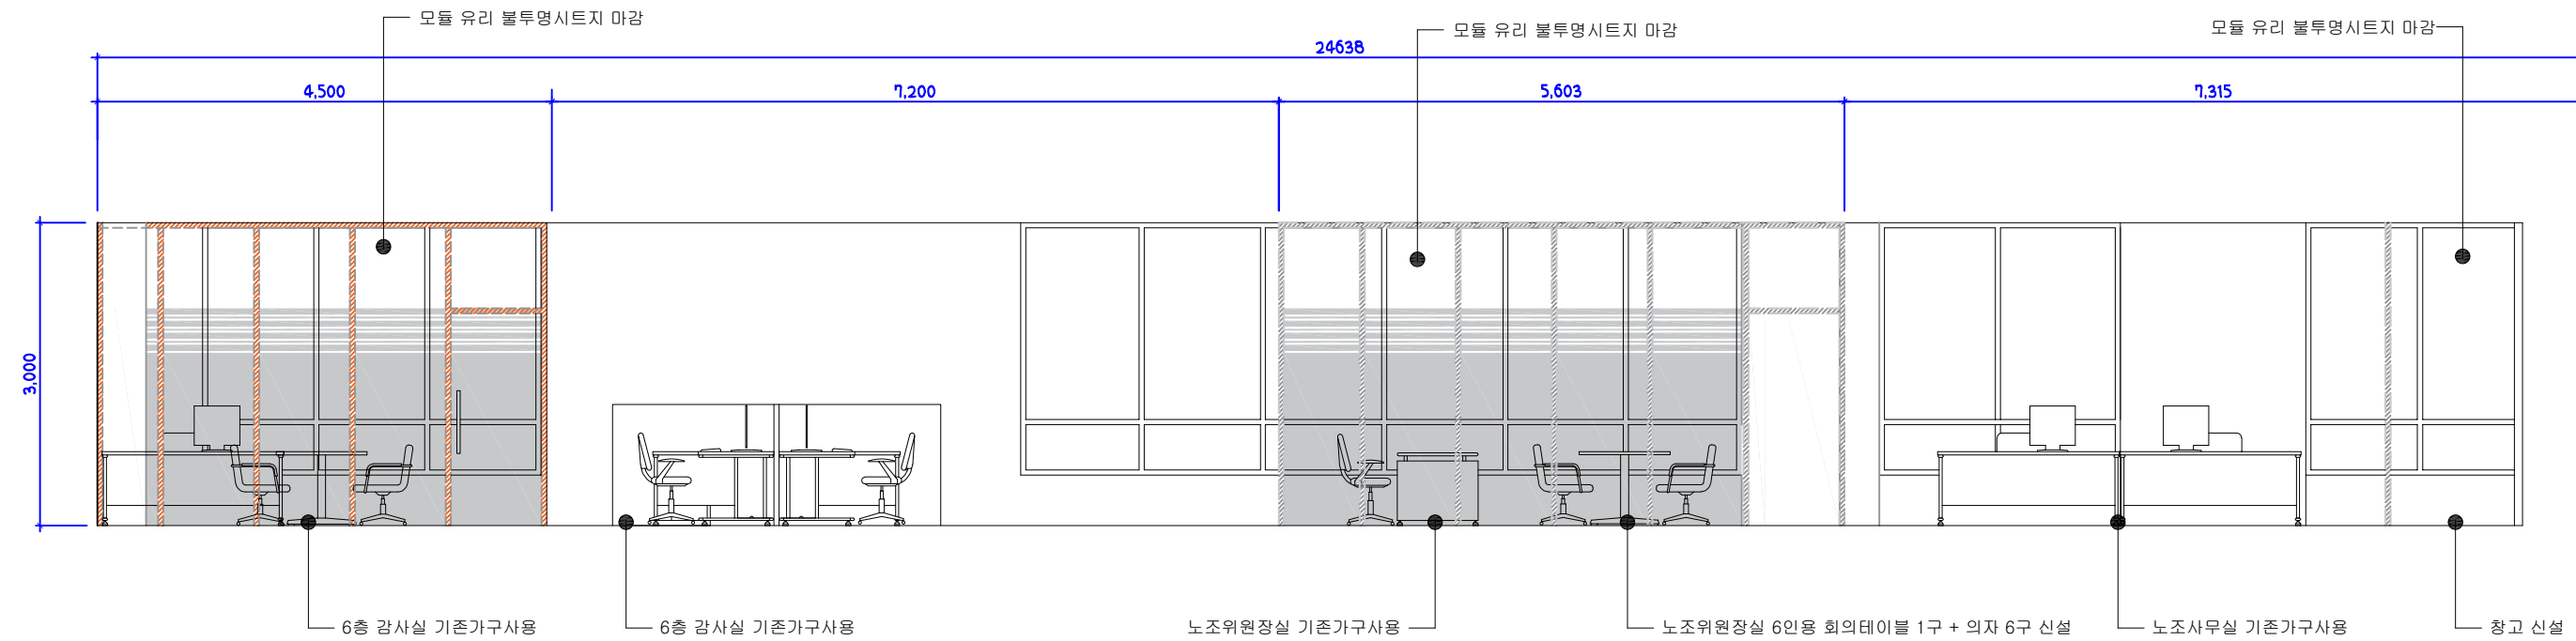 모듈 유리 불투명시트지 마감
모듈 유리 불투명시트지 마감
모듈 유리 불투명시트지 마감
24638
4,500
7,200
5,603
7,315
3,000
6층 감사실 기존가구사용
6층 감사실 기존가구사용
노조위원장실 기존가구사용
노조위원장실 6인용 회의테이블 1구 + 의자 6구 신설
노조사무실 기존가구사용
창고 신설